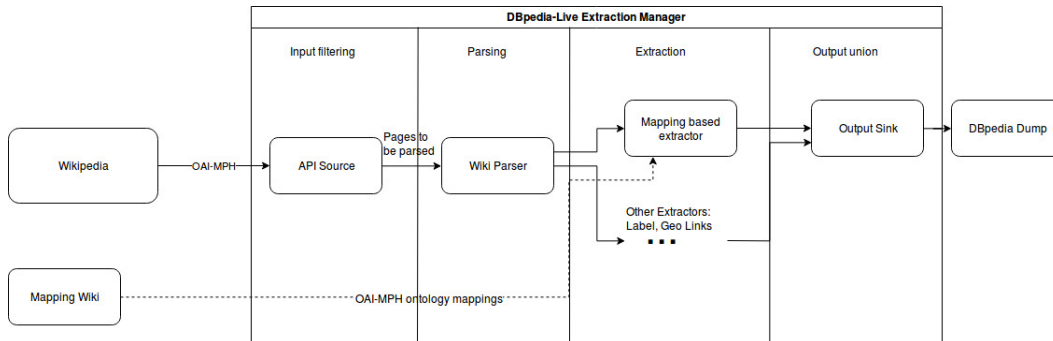 DBpedia-Live Extraction Manager
Input filtering
Parsing
Extraction
Output union
Wikipedia
OAI-MPH
API Source
Pages to
be parsed
Wiki Parser
Mapping based
extractor
Output Sink
DBpedia Dump
Other Extractors:
Label, Geo Links
Mapping Wiki
OAI-MPH ontology mappings